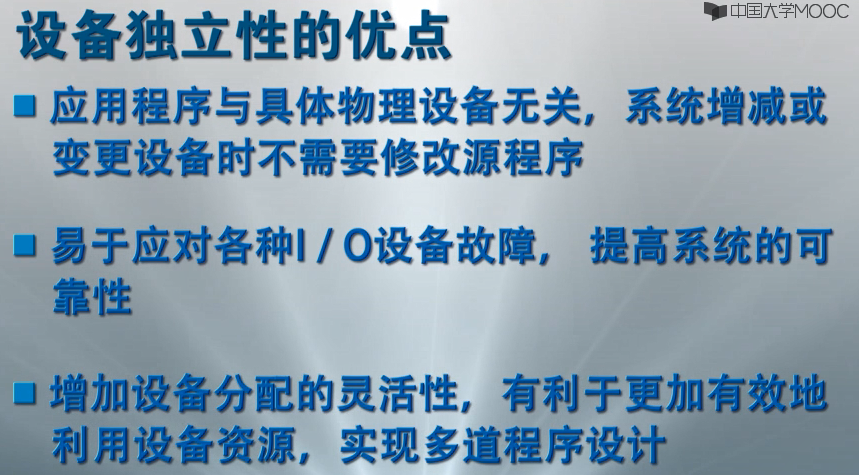 中国大学MOOC
设备独立性的优点
应用程序与具体物理设备无关，系统增减或
变更设备时不需要修改源程序
易于应对各种I/O设备故障，提高系统的可
靠性
增加设备分配的灵活性，有利于更加有效地
利用设备资源，实现多道程序设计